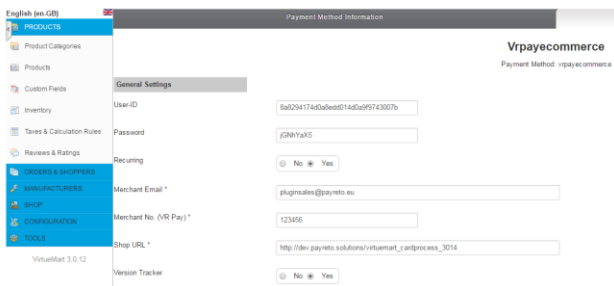 English (en-GB)
PRODUCTS
Product Categories
Products
Custom Fields
Inventory
Taxes & Calculation Rules
Reviews & Ratings
ORDERS & SHOPPERS
MANUFACTURERS
SHOP
CONFIGURATION
TOOLS
VirtueMart 3.0.12
Payment Method Information
Vrpayecommerce
Payment Method: vrpayecommerce
General Settings
User-ID
8a8294174d0a8edd014d0a9f9743007b
Password
jGNhYaX5
Recurring
No Yes
Merchant Email *
pluginsales@payreto.eu
Merchant No. (VR Pay) *
123456
Shop URL *
http://dev.payreto.solutions/virtuemart_cardprocess_3014
Version Tracker
No Yes